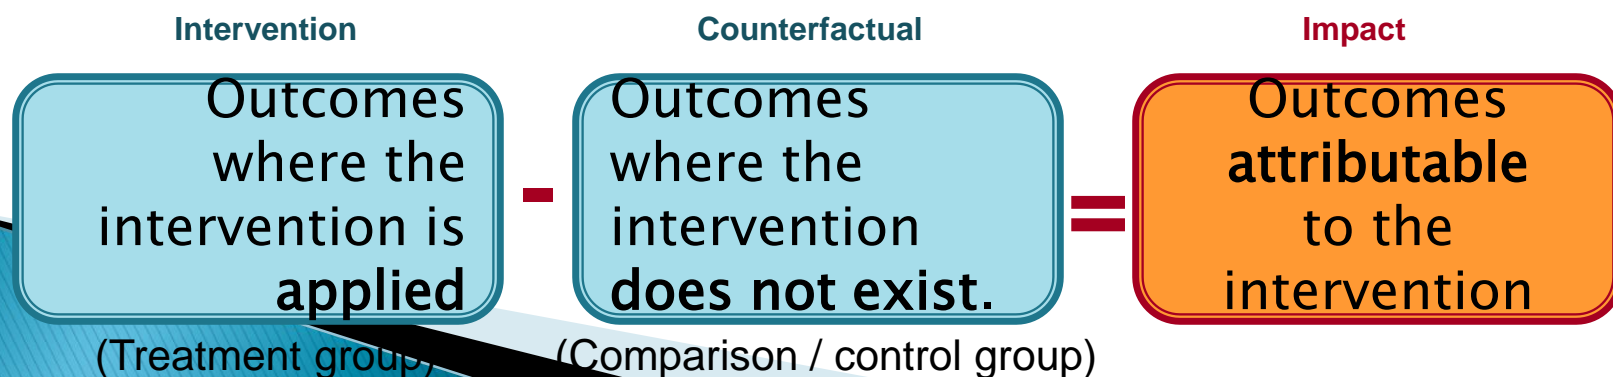 Intervention
Counterfactual
Impact
Outcomes
where the
intervention is
applied
-
Outcomes
where the
intervention
does not exist.
=
Outcomes
attributable
to the
intervention
(Treatment group)
(Comparison / control group)